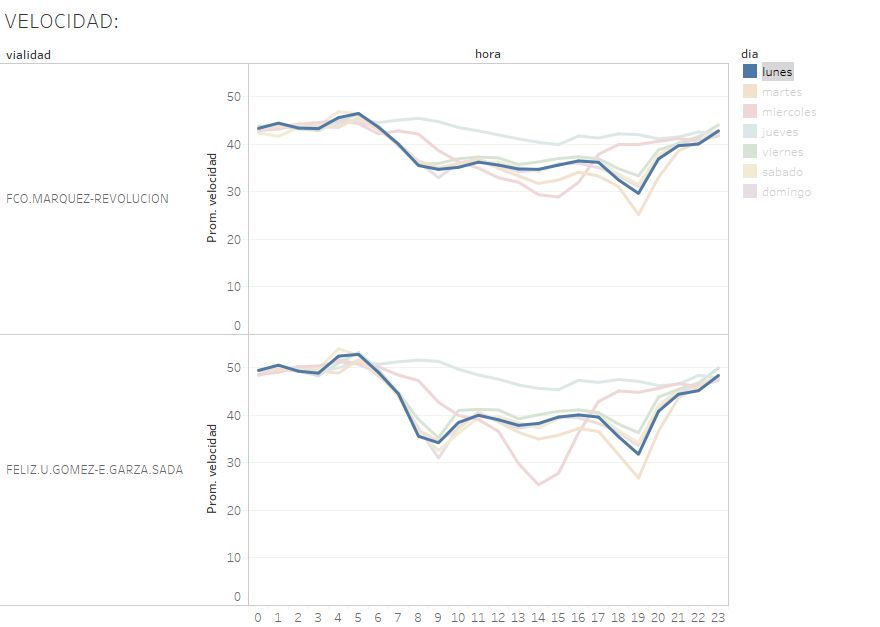 VELOCIDAD:
vialidad
hora
dia
lunes
martes
miercoles
jueves
viernes
sabado
domingo
FCO.MARQUEZ-REVOLUCION
Prom. velocidad
50
40
30
20
10
0
FELIZ.U.GOMEZ-E.GARZA.SADA
Prom. velocidad
50
40
30
20
10
0
0 1 2 3 4 5 6 7 8 9 10 11 12 13 14 15 16 17 18 19 20 21 22 23